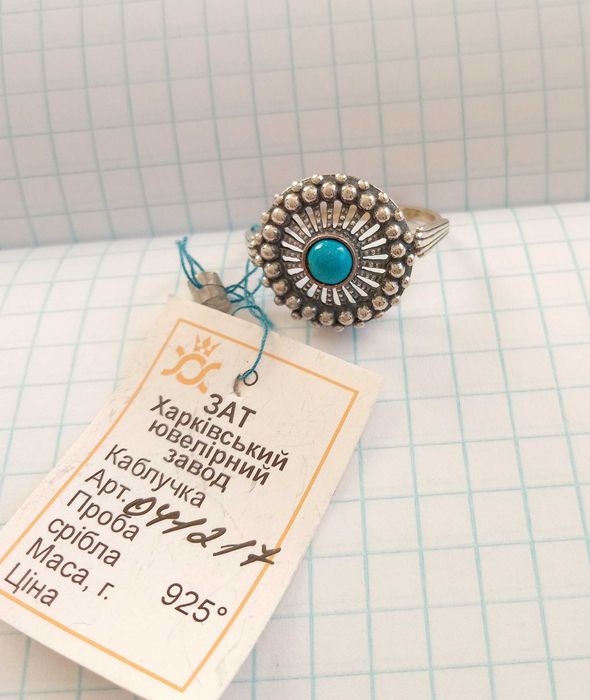 ЗАТ
Харківський
ювелірний
завод
Каблучка
Арт. 041217
Проба
срібла 925°
Маса, г.
Ціна